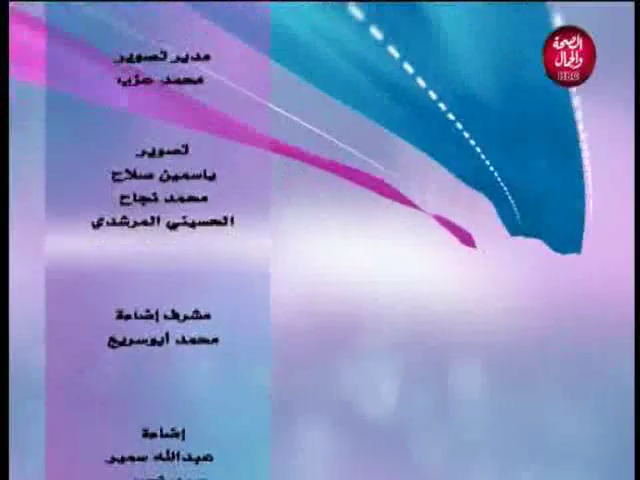 الصحة
والجمال
مدير تصوير
محمد عزب
تصوير
ياسمين صلاح
محمد نجاح
الحسيني المرشدي
مشرف إضاءة
محمد أبوسريع
إضاءة
عبدالله سمير